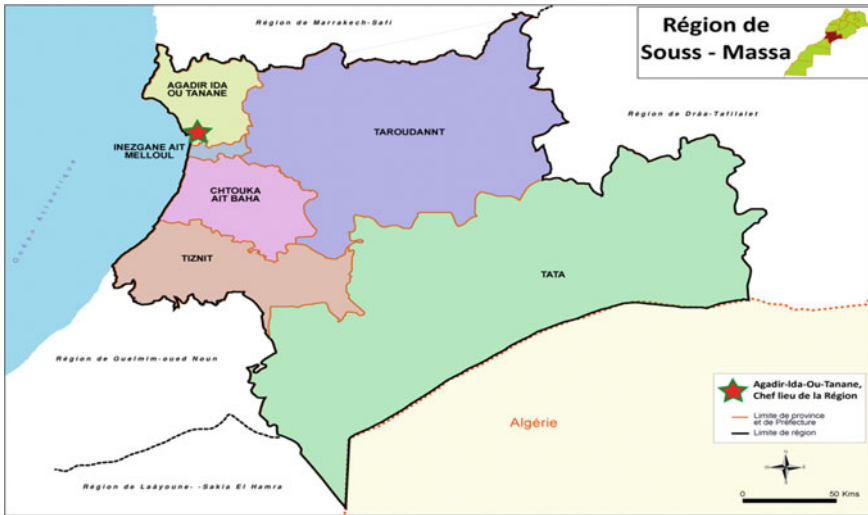 Région de Marrakech-Safi
Région de
Souss - Massa
AGADIR IDA
OU TANANE
TAROUDANNT
Région de Drâa-Tafilalet
INEZGANE AIT
MELLOUL
CHTOUKA
AIT BAHA
Océan Atlantique
TIZNIT
TATA
Région de Guelmim-oued Noun
Agadir-Ida-Ou-Tanane,
Chef lieu de la Région
Limite de province
et de Préfecture
Limite de région
Algérie
Région de Laâyoune- -Sakia El Hamra
N
W
E
S
0
50 Kms